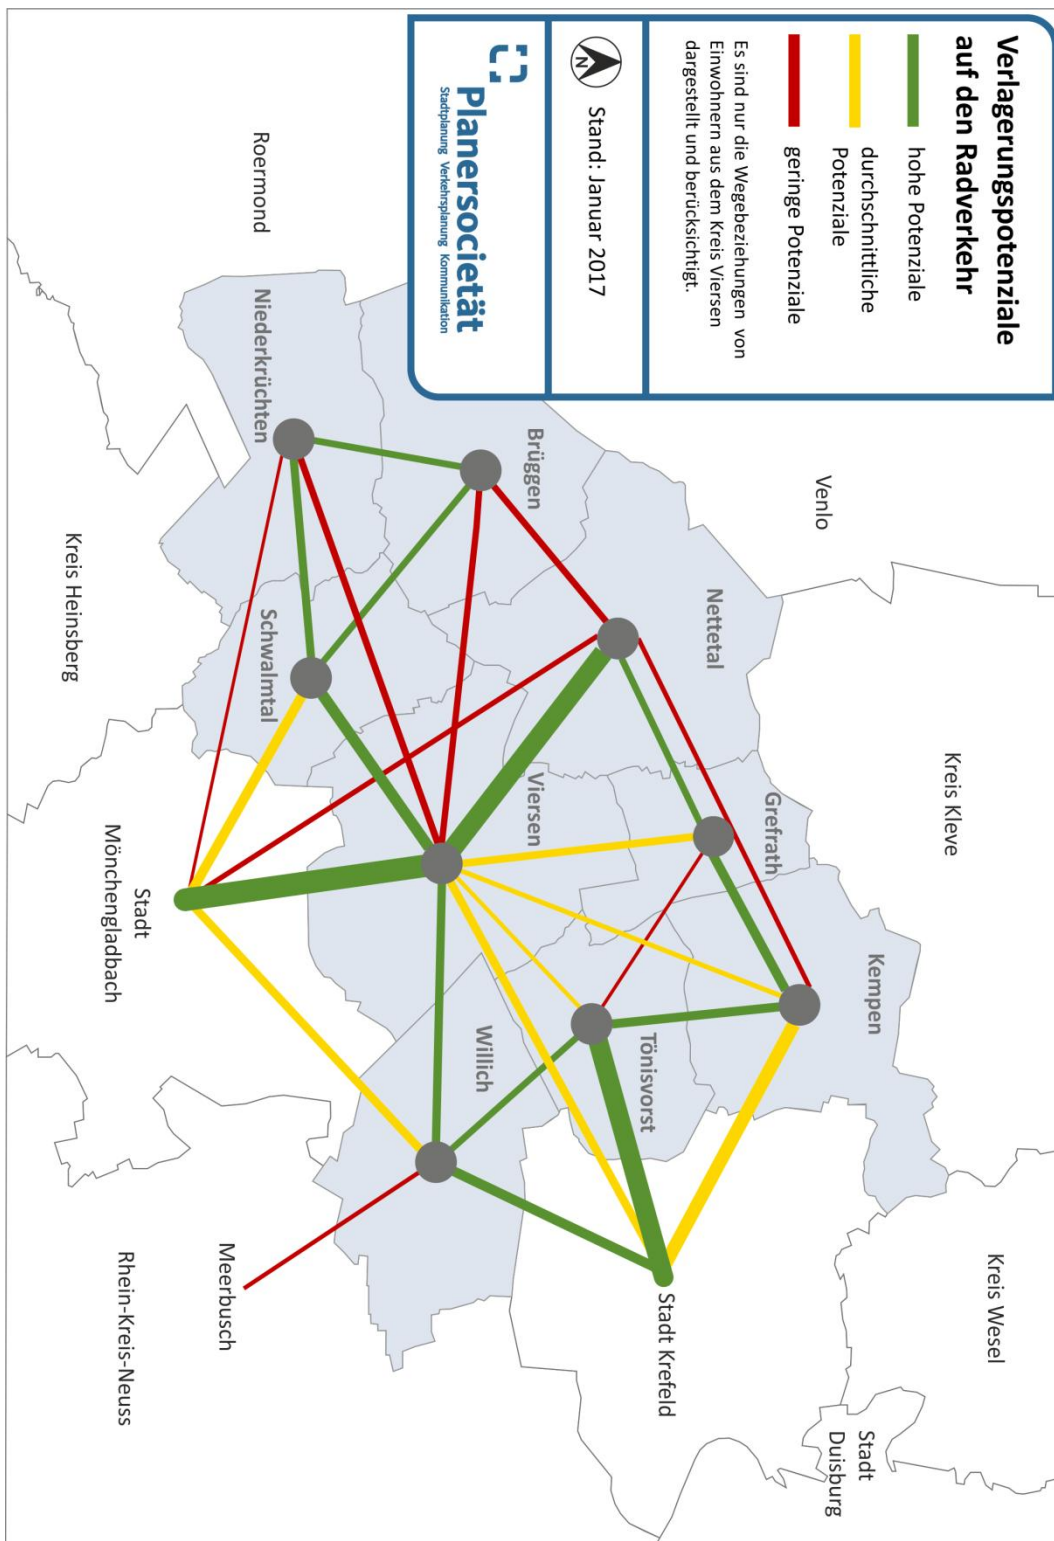 Verlagerungspotenziale
auf den Radverkehr
hohe Potenziale
durchschnittliche
Potenziale
geringe Potenziale
Es sind nur die Wegebeziehungen von
Einwohnern aus dem Kreis Viersen
dargestellt und berücksichtigt.
N
Stand: Januar 2017
Planersocietät
Stadtplanung Verkehrsplanung Kommunikation
Venlo
Kreis Kleve
Kreis Wesel
Stadt
Duisburg
Kempen
Grefrath
Nettetal
Stadt Krefeld
Tönisvorst
Brüggen
Viersen
Willich
Roermond
Niederkrüchten
Schwalmtal
Meerbusch
Stadt
Mönchengladbach
Rhein-Kreis-Neuss
Kreis Heinsberg